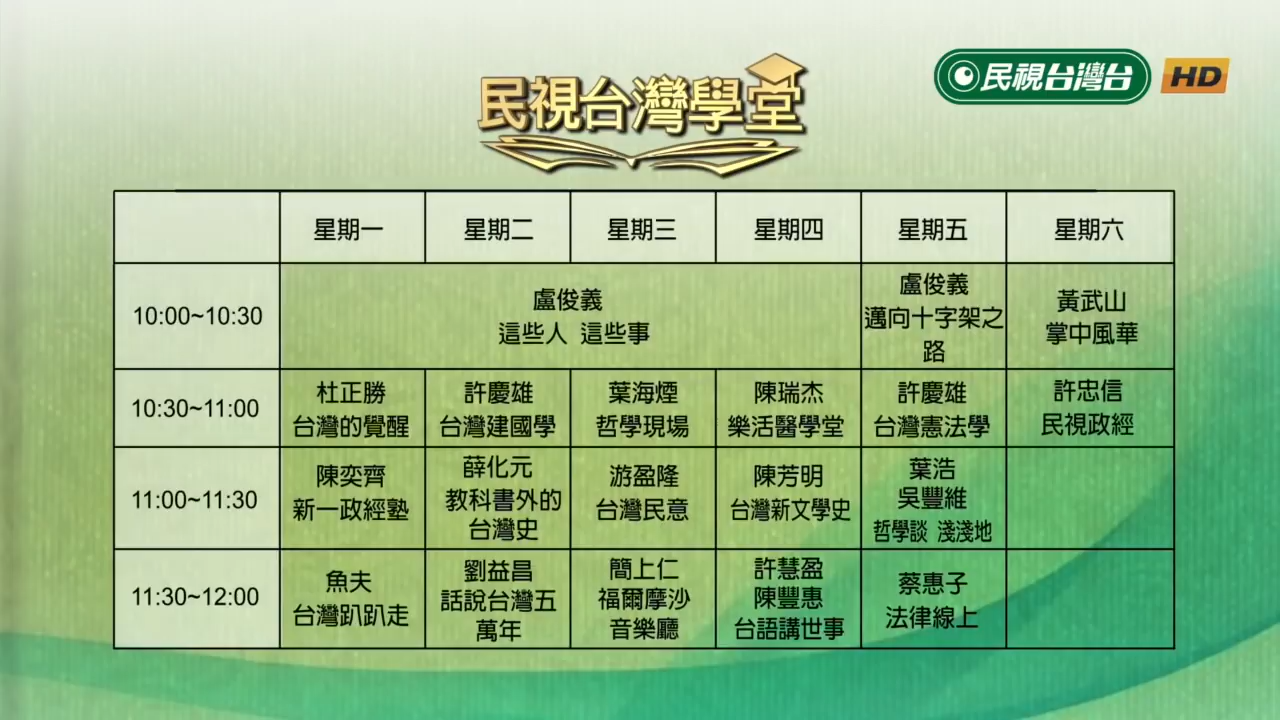 民視台灣學堂
民視台灣台 HD
星期一 星期二 星期三 星期四 星期五 星期六
10:00~10:30
盧俊義
這些人 這些事
盧俊義
邁向十字架之
路
黃武山
掌中風華
10:30~11:00
杜正勝
台灣的覺醒
許慶雄
台灣建國學
葉海煙
哲學現場
陳瑞杰
樂活醫學堂
許慶雄
台灣憲法學
許忠信
民視政經
11:00~11:30
陳奕齊
新一政經塾
薛化元
教科書外的
台灣史
游盈隆
台灣民意
陳芳明
台灣新文學史
葉浩
吳豐維
哲學談 淺淺地
11:30~12:00
魚夫
台灣趴趴走
劉益昌
話說台灣五
萬年
簡上仁
福爾摩沙
音樂廳
許慧盈
陳豐惠
台語講世事
蔡惠子
法律線上